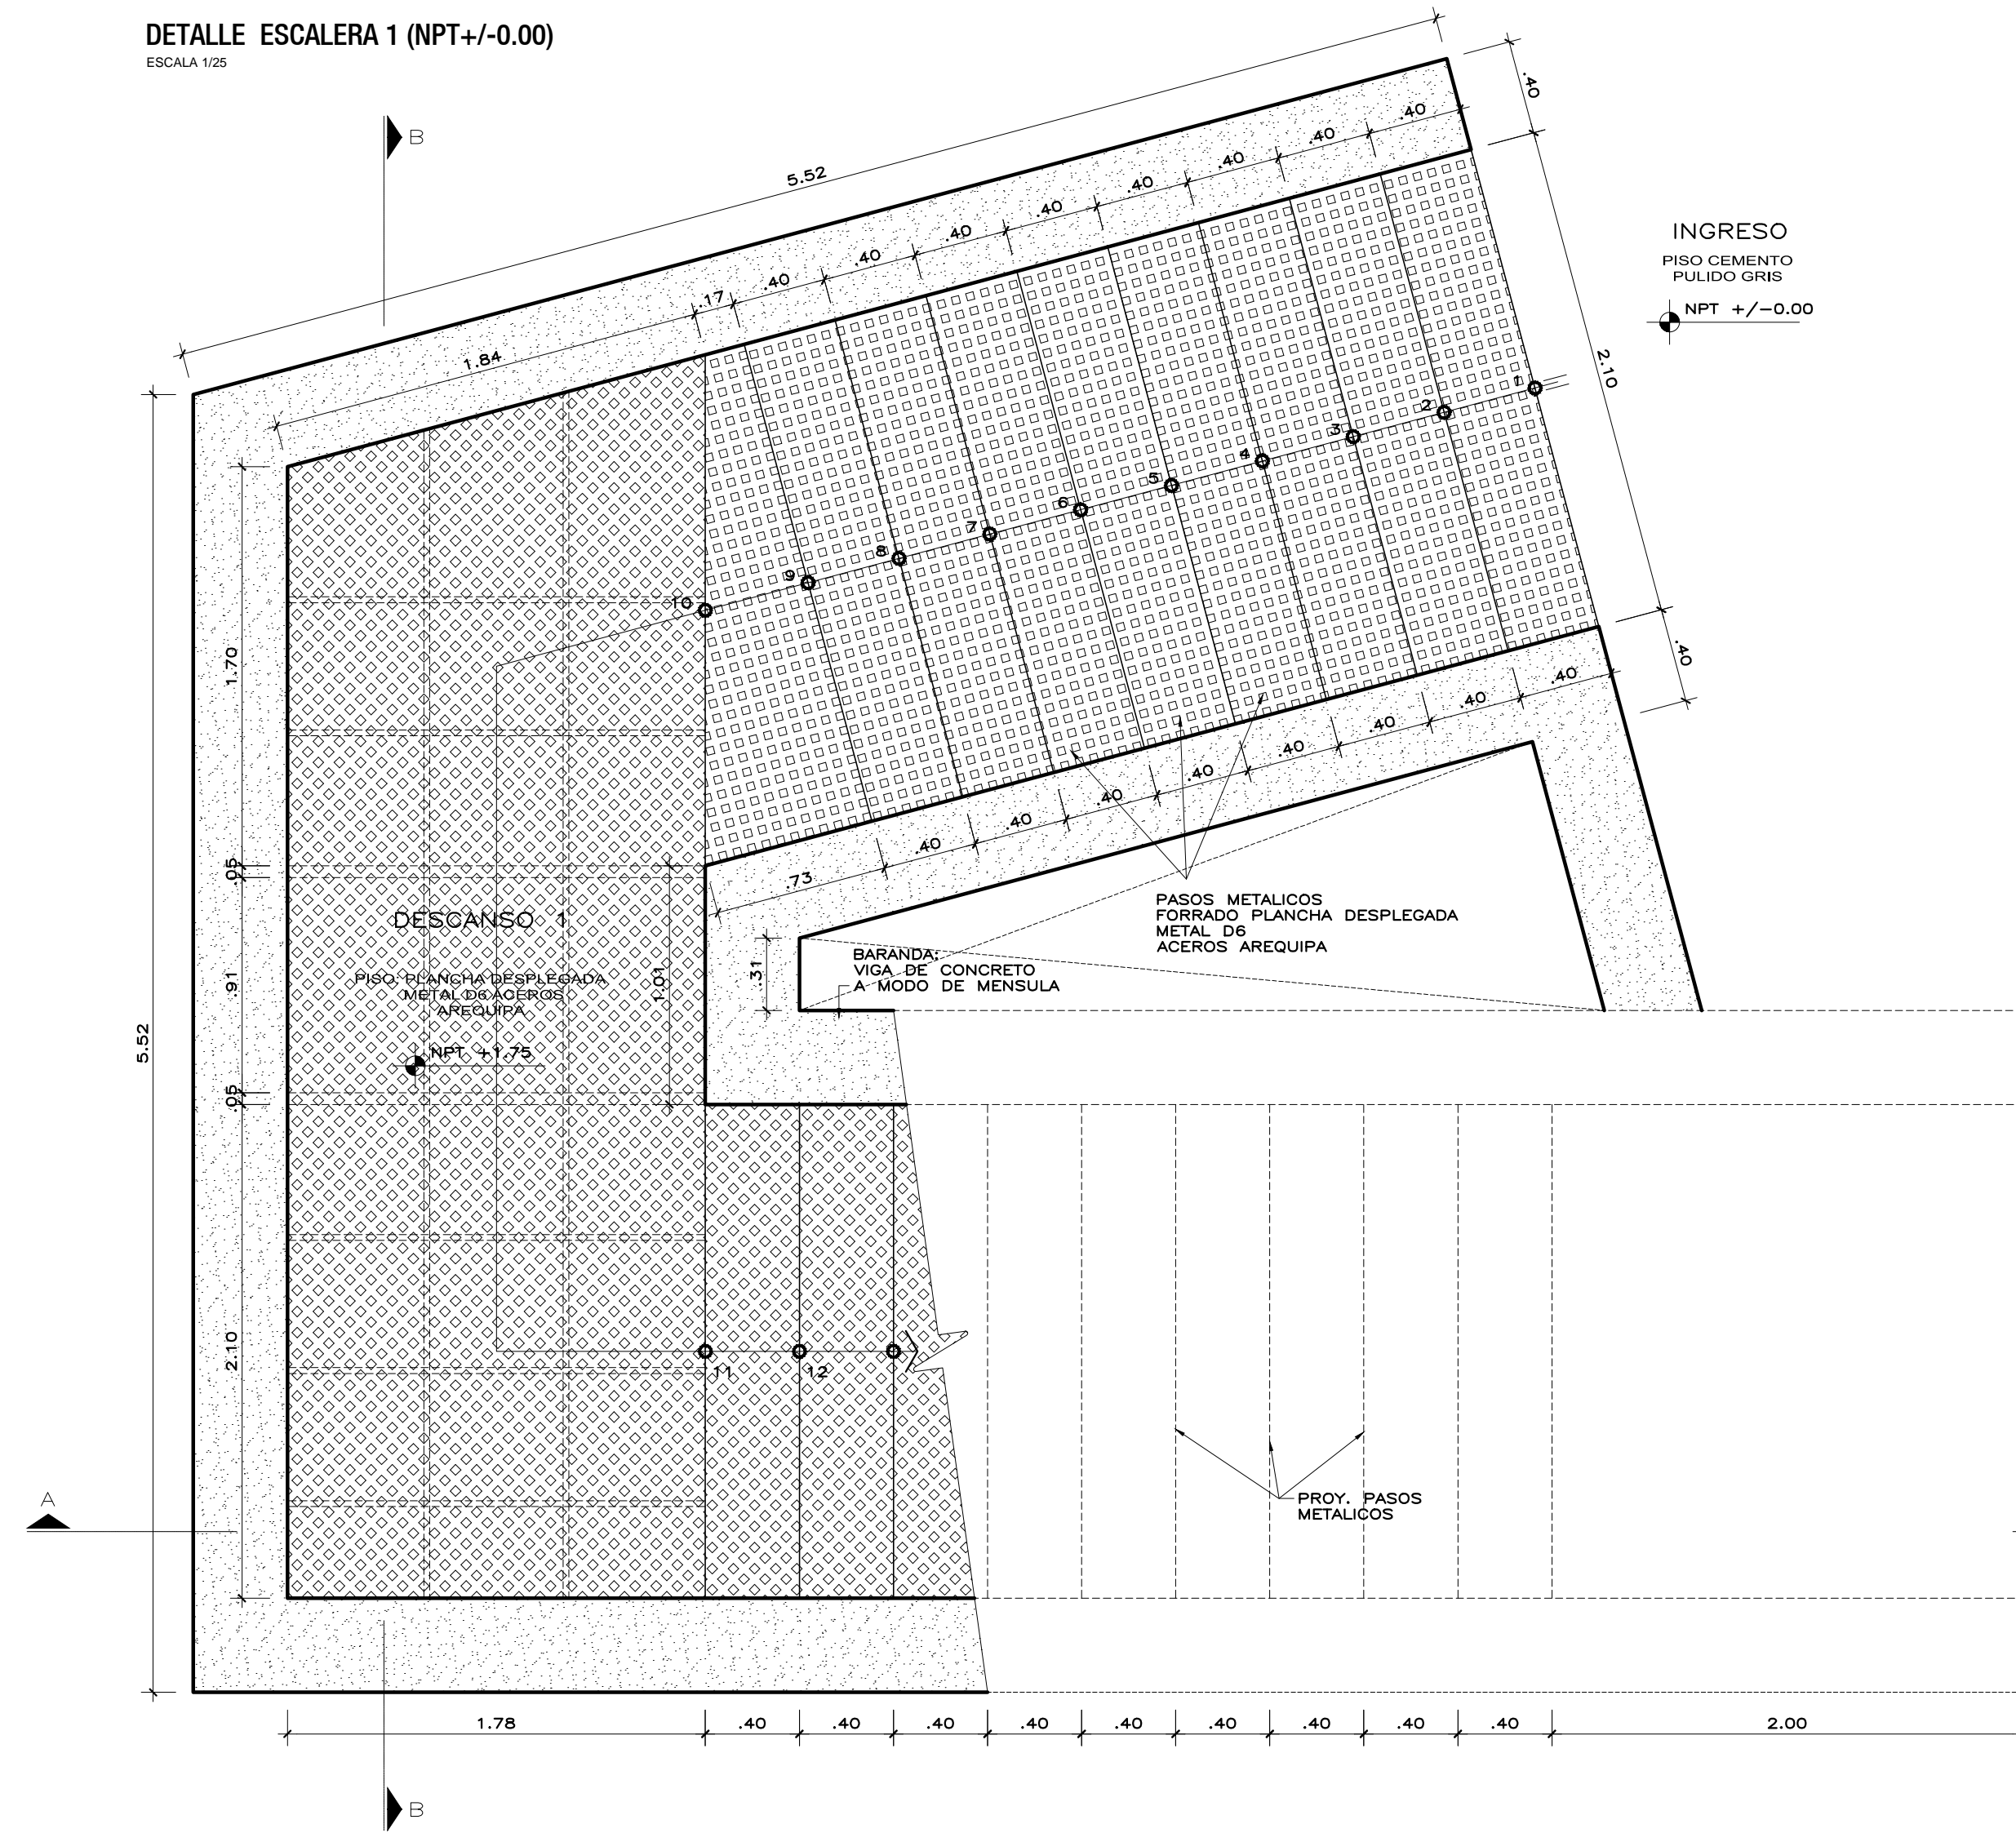 DETALLE ESCALERA 1 (NPT+/-0.00)
ESCALA 1/25
B
5.52
.40
.40
.40
.40
.40
.40
.40
.40
.40
.40
.17
1.84
INGRESO
PISO CEMENTO
PULIDO GRIS
NPT +/-0.00
2.10
1
2
3
4
5
6
7
8
9
10
.40
.40
.40
.40
.40
.40
.40
.40
.40
.73
1.70
.05
.91
.05
2.10
5.52
DESCANSO 1
PISO: PLANCHA DESPLEGADA
METAL D6 ACEROS
AREQUIPA
NPT +1.75
1.01
.31
BARANDA:
VIGA DE CONCRETO
A MODO DE MENSULA
PASOS METALICOS
FORRADO PLANCHA DESPLEGADA
METAL D6
ACEROS AREQUIPA
11
12
A
PROY. PASOS
METALICOS
1.78
.40
.40
.40
.40
.40
.40
.40
.40
.40
2.00
B